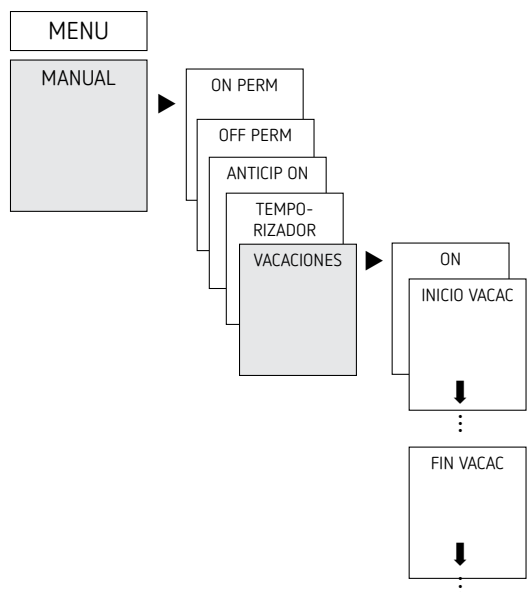 MENU
MANUAL
ON PERM
OFF PERM
ANTICIP ON
TEMPO-
RIZADOR
VACACIONES
ON
INICIO VACAC
FIN VACAC